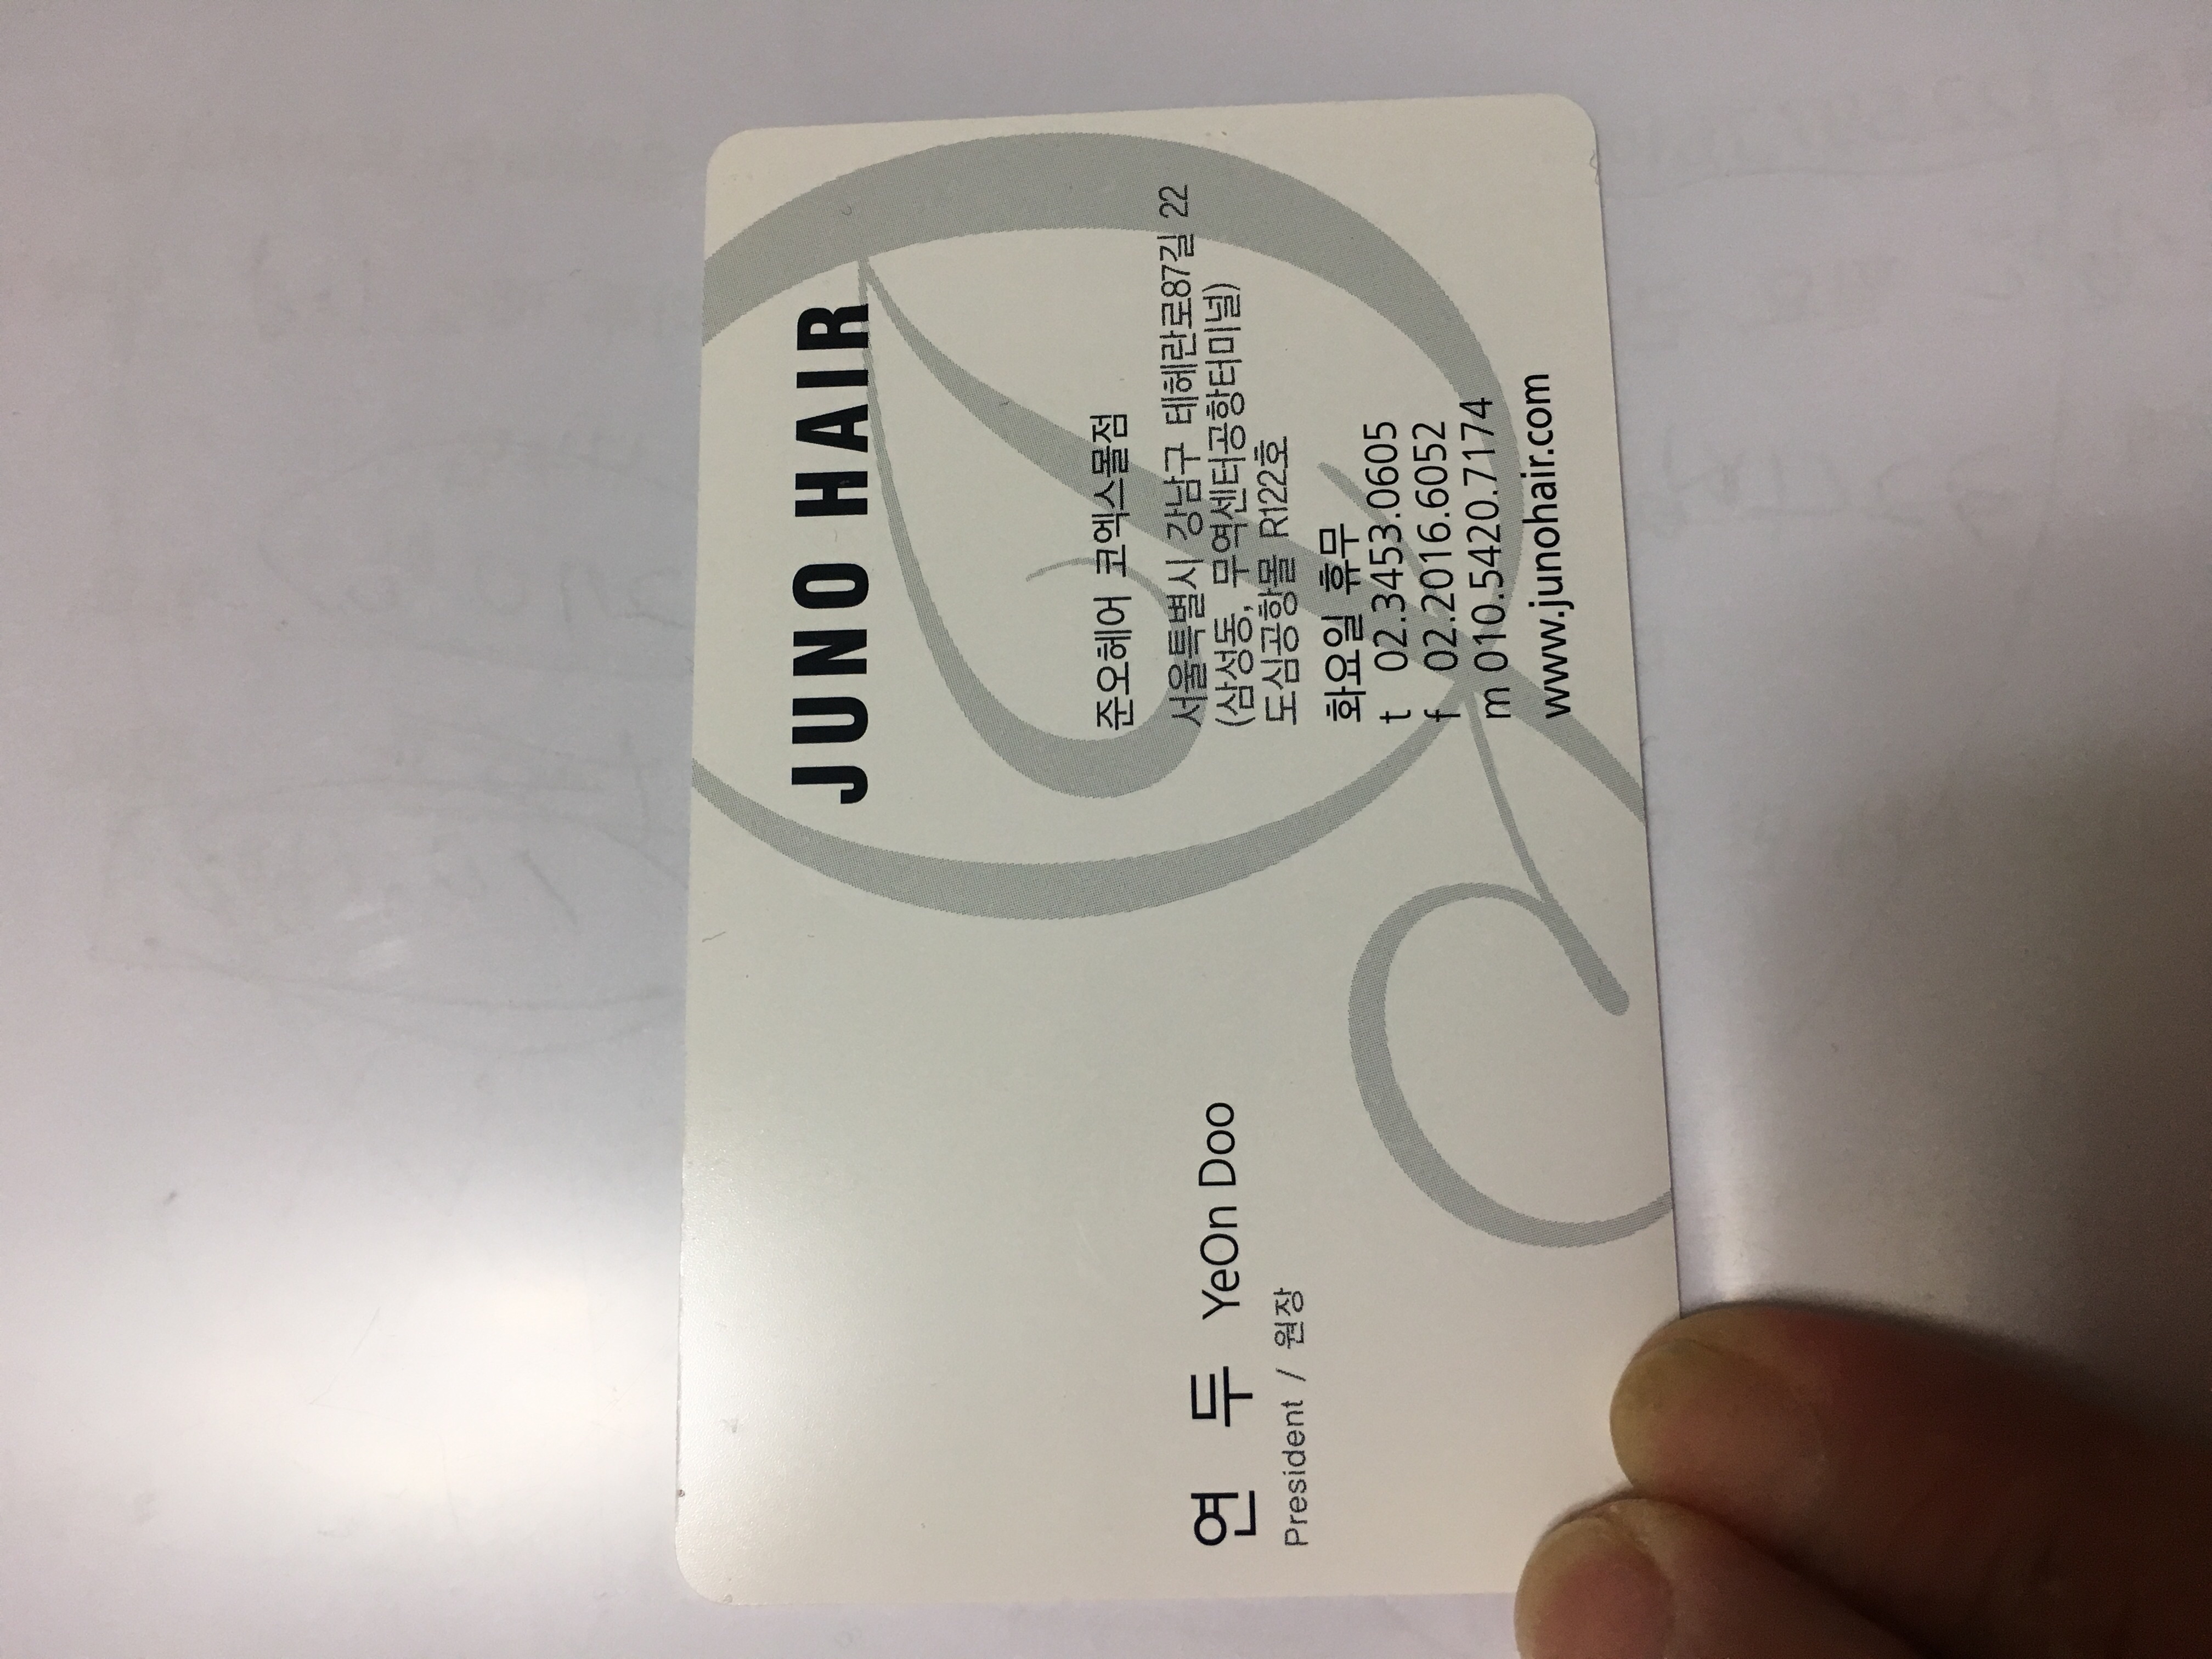 JUNO HAIR
준오헤어 코엑스몰점
서울특별시 강남구 테헤란로87길 22
(삼성동, 무역센터공항터미널)
도심공항몰 R122호
화요일 휴무
t 02.3453.0605
f 02.2016.6052
m 010.5420.7174
www.junohair.com
연 두 YeOn Doo
President / 원장